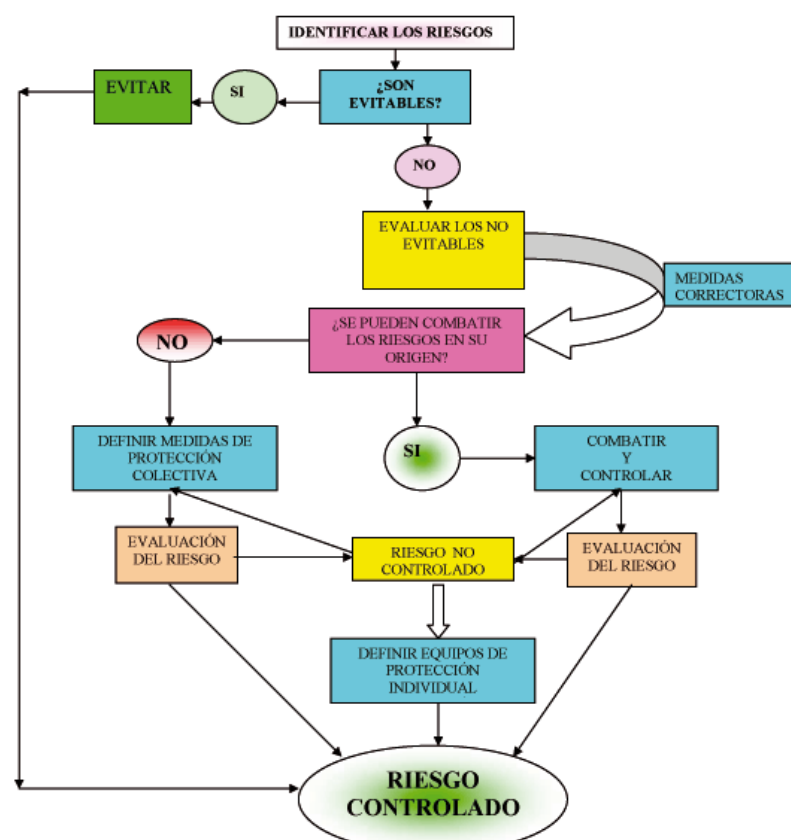 IDENTIFICAR LOS RIESGOS
¿SON
EVITABLES?
SI
EVITAR
NO
EVALUAR LOS NO
EVITABLES
MEDIDAS
CORRECTORAS
¿SE PUEDEN COMBATIR
LOS RIESGOS EN SU
ORIGEN?
NO
SI
DEFINIR MEDIDAS DE
PROTECCIÓN
COLECTIVA
COMBATIR
Y
CONTROLAR
EVALUACIÓN
DEL RIESGO
RIESGO NO
CONTROLADO
EVALUACIÓN
DEL RIESGO
DEFINIR EQUIPOS DE
PROTECCIÓN
INDIVIDUAL
RIESGO
CONTROLADO